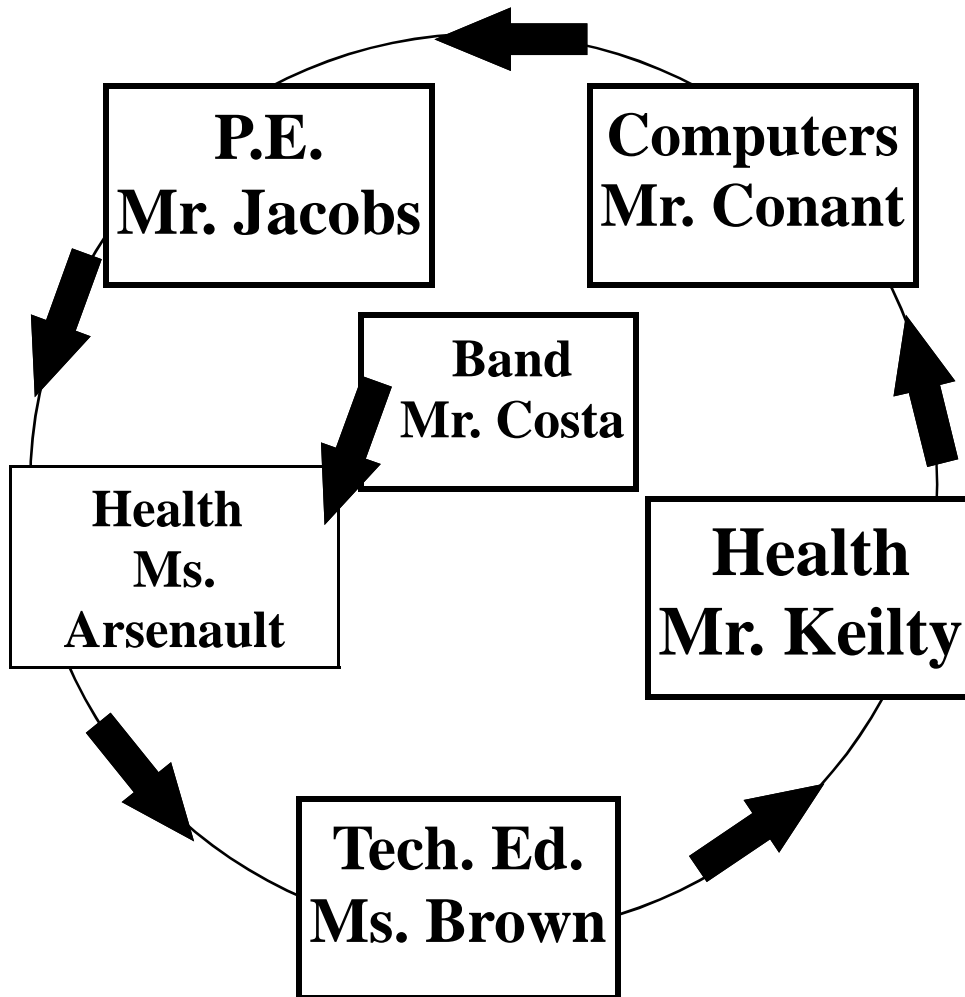 P.E.
Mr. Jacobs
Computers
Mr. Conant
Band
Mr. Costa
Health
Ms.
Arsenault
Health
Mr. Keilty
Tech. Ed.
Ms. Brown